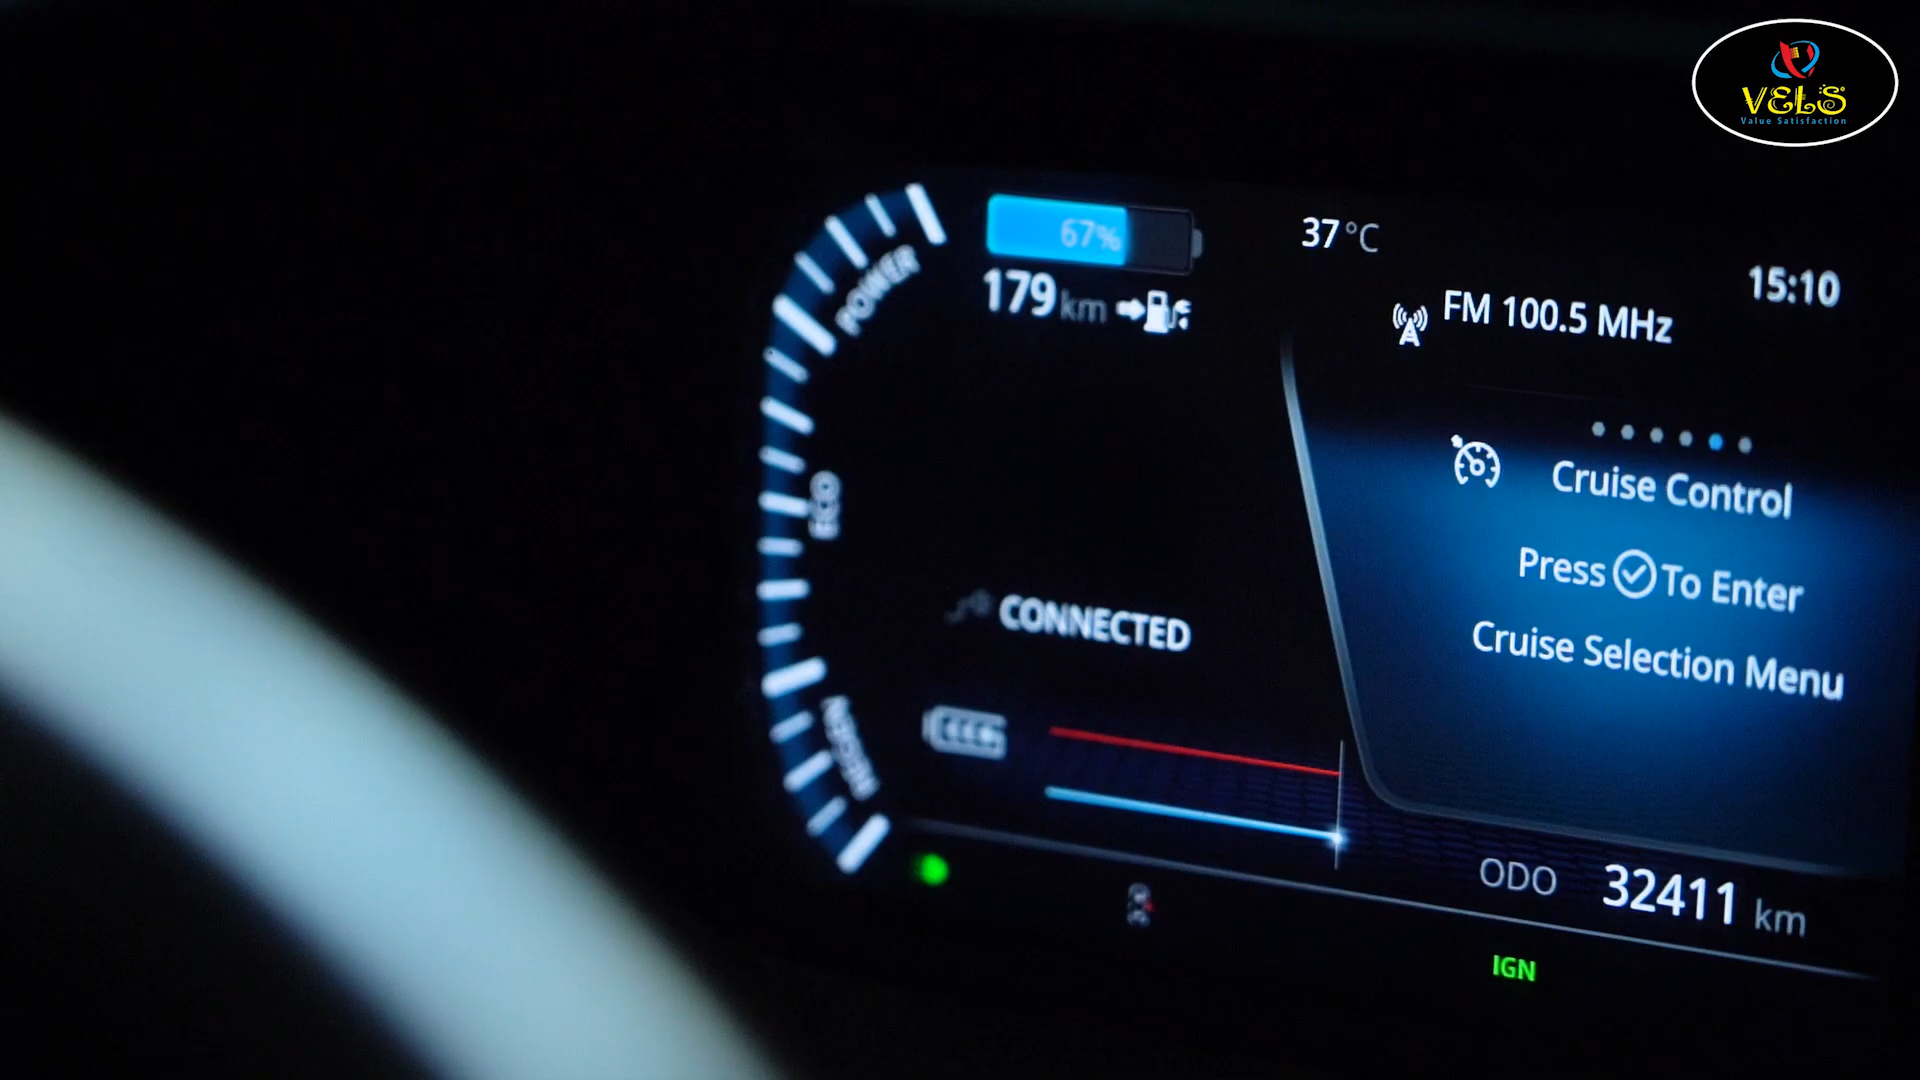 VELS
Value Satisfaction
67%
37 °C
179 km
15:10
FM 100.5 MHz
POWER
ECO
REGEN
Cruise Control
Press To Enter
Cruise Selection Menu
CONNECTED
ODO 32411 km
IGN